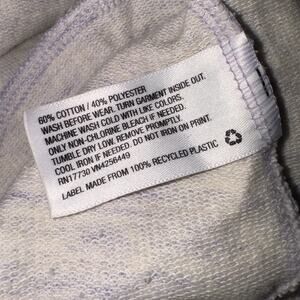 60% COTTON / 40% POLYESTER
WASH BEFORE WEAR. TURN GARMENT INSIDE OUT.
MACHINE WASH COLD WITH LIKE COLORS.
ONLY NON-CHLORINE BLEACH IF NEEDED.
TUMBLE DRY LOW. REMOVE PROMPTLY.
COOL IRON IF NEEDED. DO NOT IRON ON PRINT.
RN17730 VN4256449
LABEL MADE FROM 100% RECYCLED PLASTIC